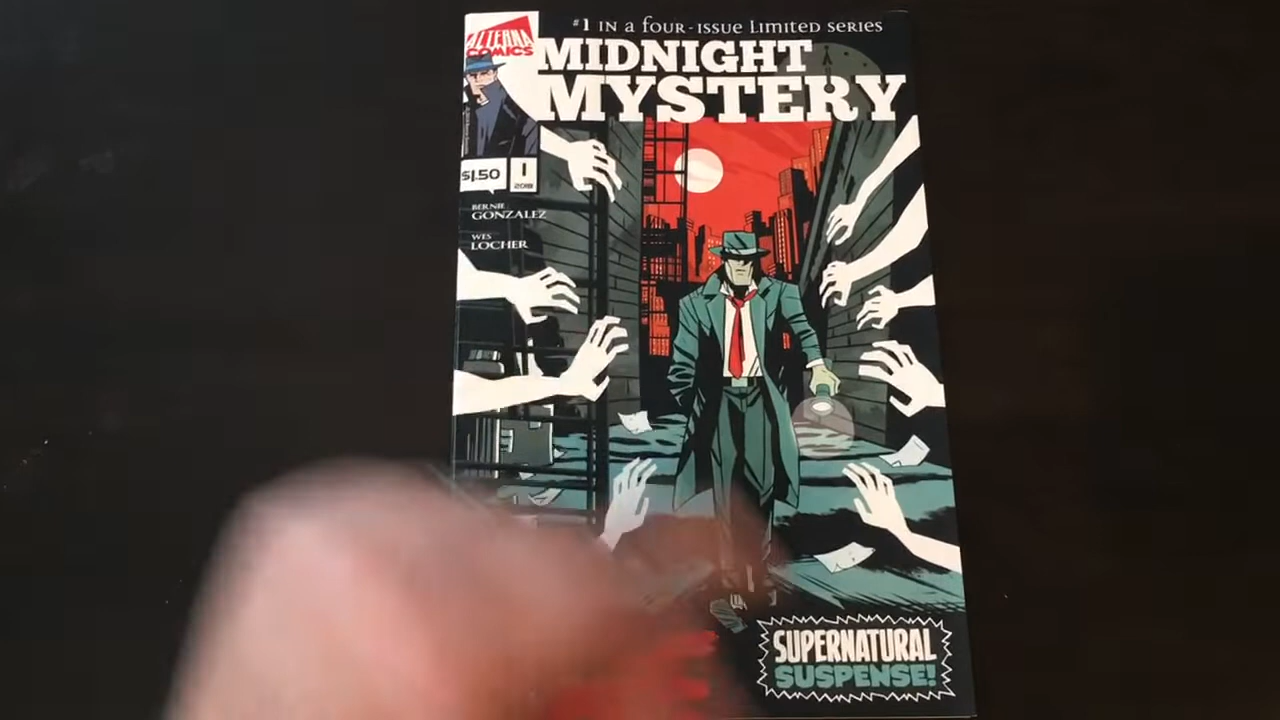 #1 IN a FOUR-ISSUE LIMITED SERIES
ALTERNA
COMICS
MIDNIGHT
MYSTERY
$1.50
1
2018
BERNIE
GONZALEZ
WES
LOCHER
SUPERNATURAL
SUSPENSE!